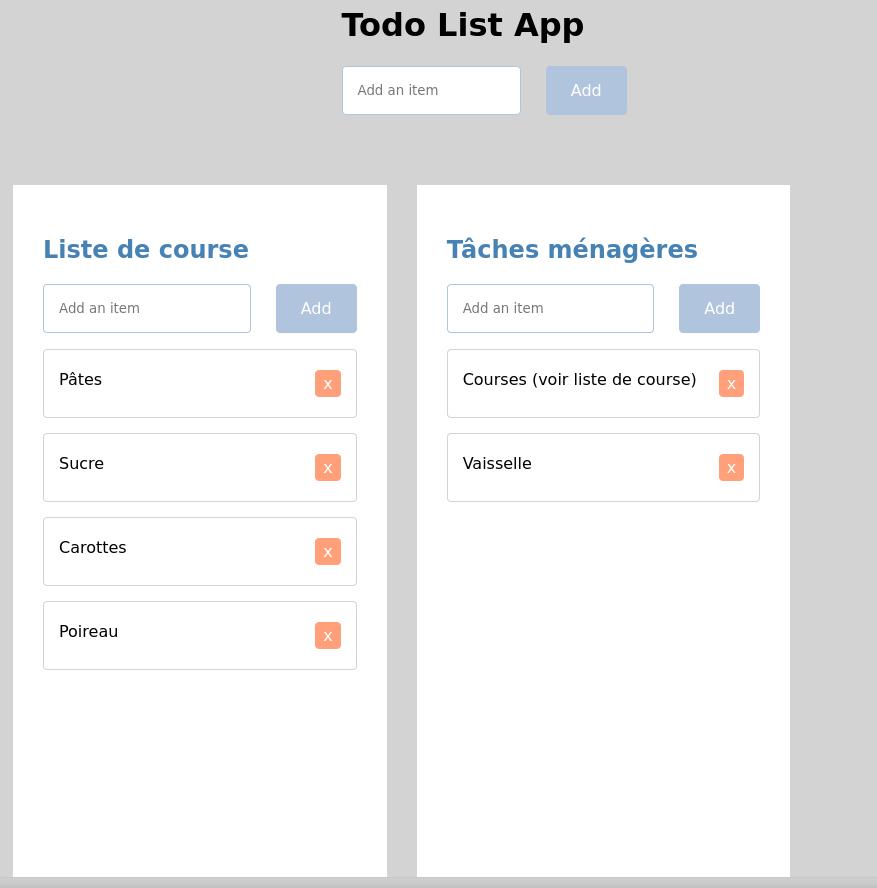 Todo List App
Add an item
Add
Liste de course
Add an item
Add
Pâtes
x
Sucre
x
Carottes
x
Poireau
x
Tâches ménagères
Add an item
Add
Courses (voir liste de course)
x
Vaisselle
x